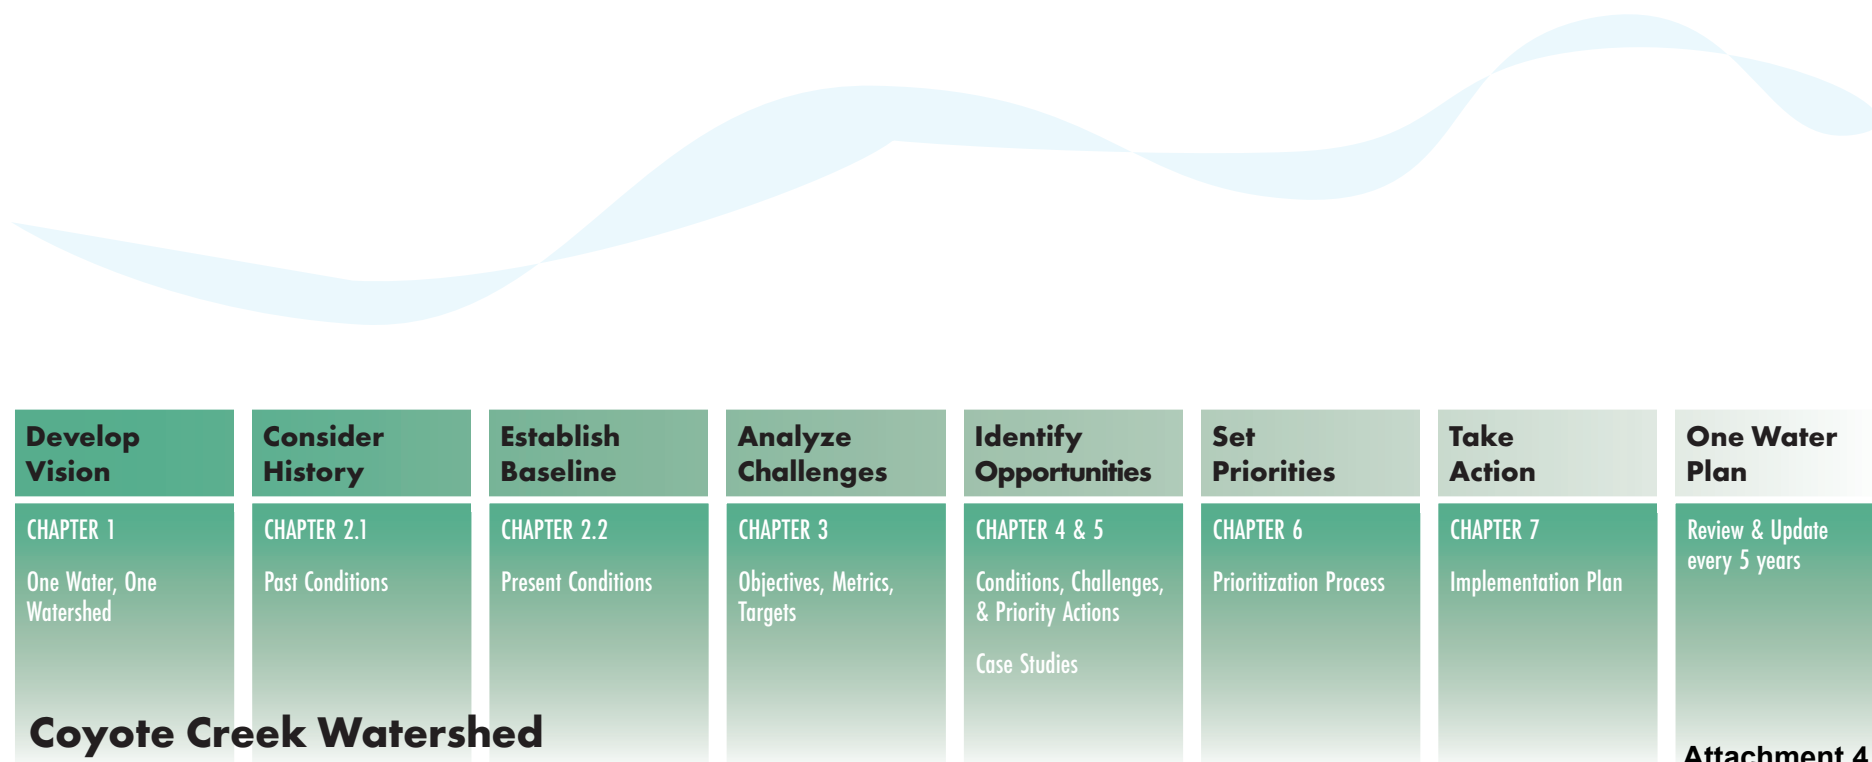 Develop
Vision
CHAPTER 1
One Water, One
Watershed
Consider
History
CHAPTER 2.1
Past Conditions
Establish
Baseline
CHAPTER 2.2
Present Conditions
Analyze
Challenges
CHAPTER 3
Objectives, Metrics,
Targets
Identify
Opportunities
CHAPTER 4 & 5
Conditions, Challenges,
& Priority Actions
Case Studies
Set
Priorities
CHAPTER 6
Prioritization Process
Take
Action
CHAPTER 7
Implementation Plan
One Water
Plan
Review & Update
every 5 years
Coyote Creek Watershed
Attachment 4